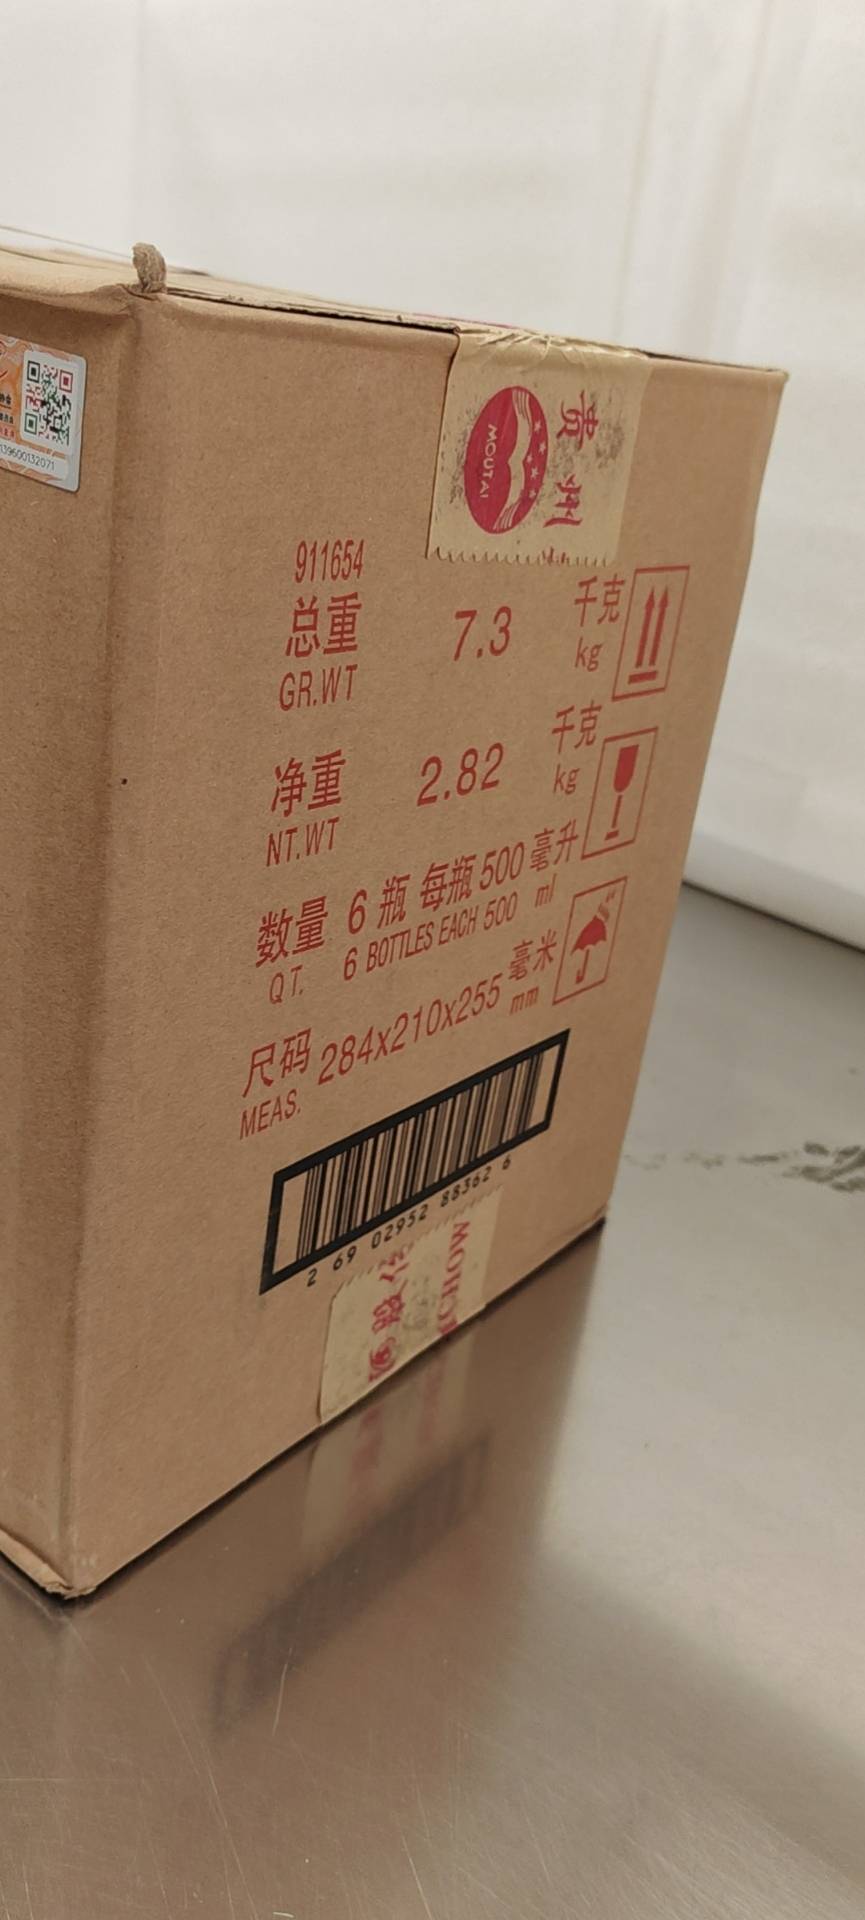 贵州
MOUTAI
139600132071
911654
总重 7.3 千克
GR.WT kg
净重 2.82 千克
NT.WT kg
数量 6 瓶 每瓶 500 毫升
QT. 6 BOTTLES EACH 500 ml
尺码 284x210x255 毫米
MEAS. mm
2 69 02952 88362 6